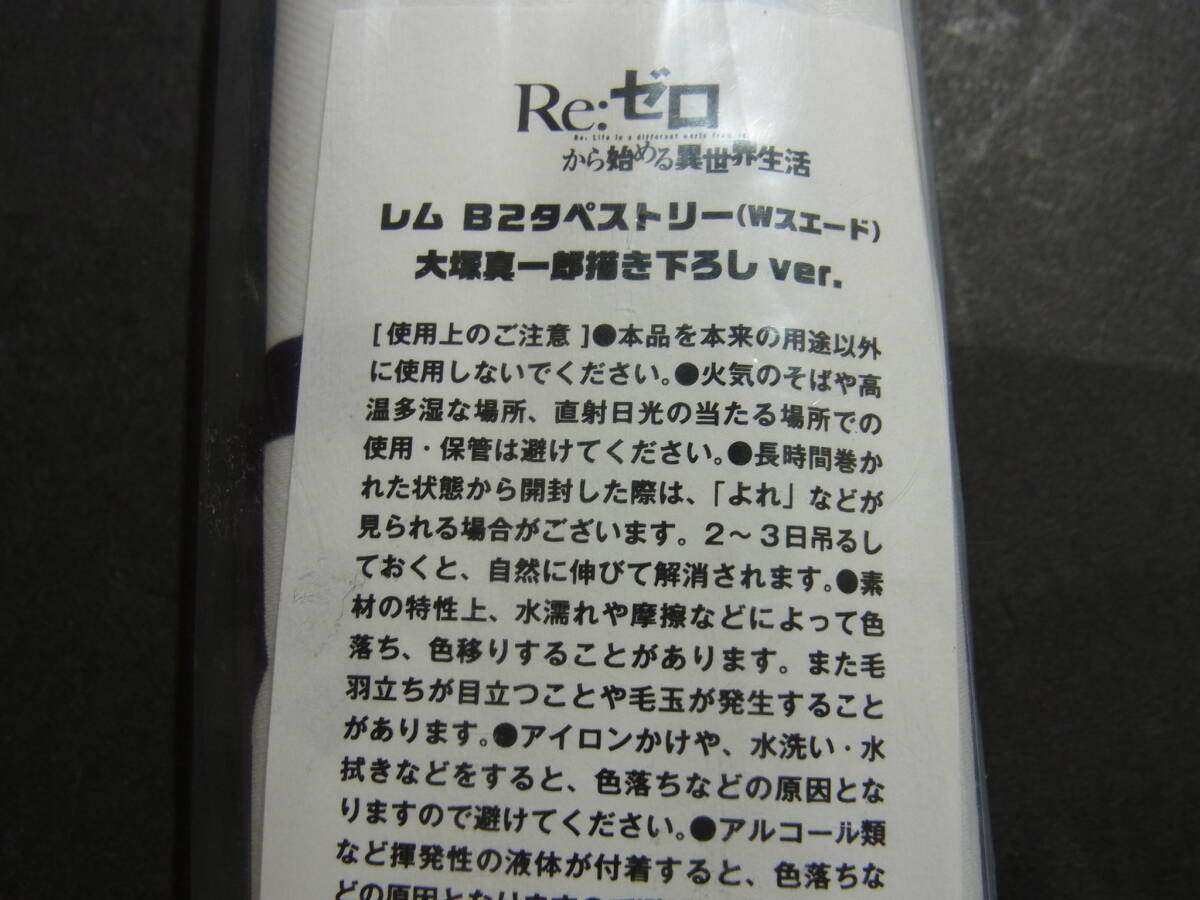 Re:ゼロ
Re: Life in a different world from
から始める異世界生活
レム B2タペストリー(Wスエード)
大塚真一郎描き下ろし ver.
[使用上のご注意]●本品を本来の用途以外
に使用しないでください。●火気のそばや高
温多湿な場所、直射日光の当たる場所での
使用・保管は避けてください。●長時間巻か
れた状態から開封した際は、「よれ」などが
見られる場合がございます。2～3日吊るし
ておくと、自然に伸びて解消されます。●素
材の特性上、水濡れや摩擦などによって色
落ち、色移りすることがあります。また毛
羽立ちが目立つことや毛玉が発生すること
があります。●アイロンかけや、水洗い・水
拭きなどをすると、色落ちなどの原因とな
りますので避けてください。●アルコール類
など揮発性の液体が付着すると、色落ちな
どの原因となります